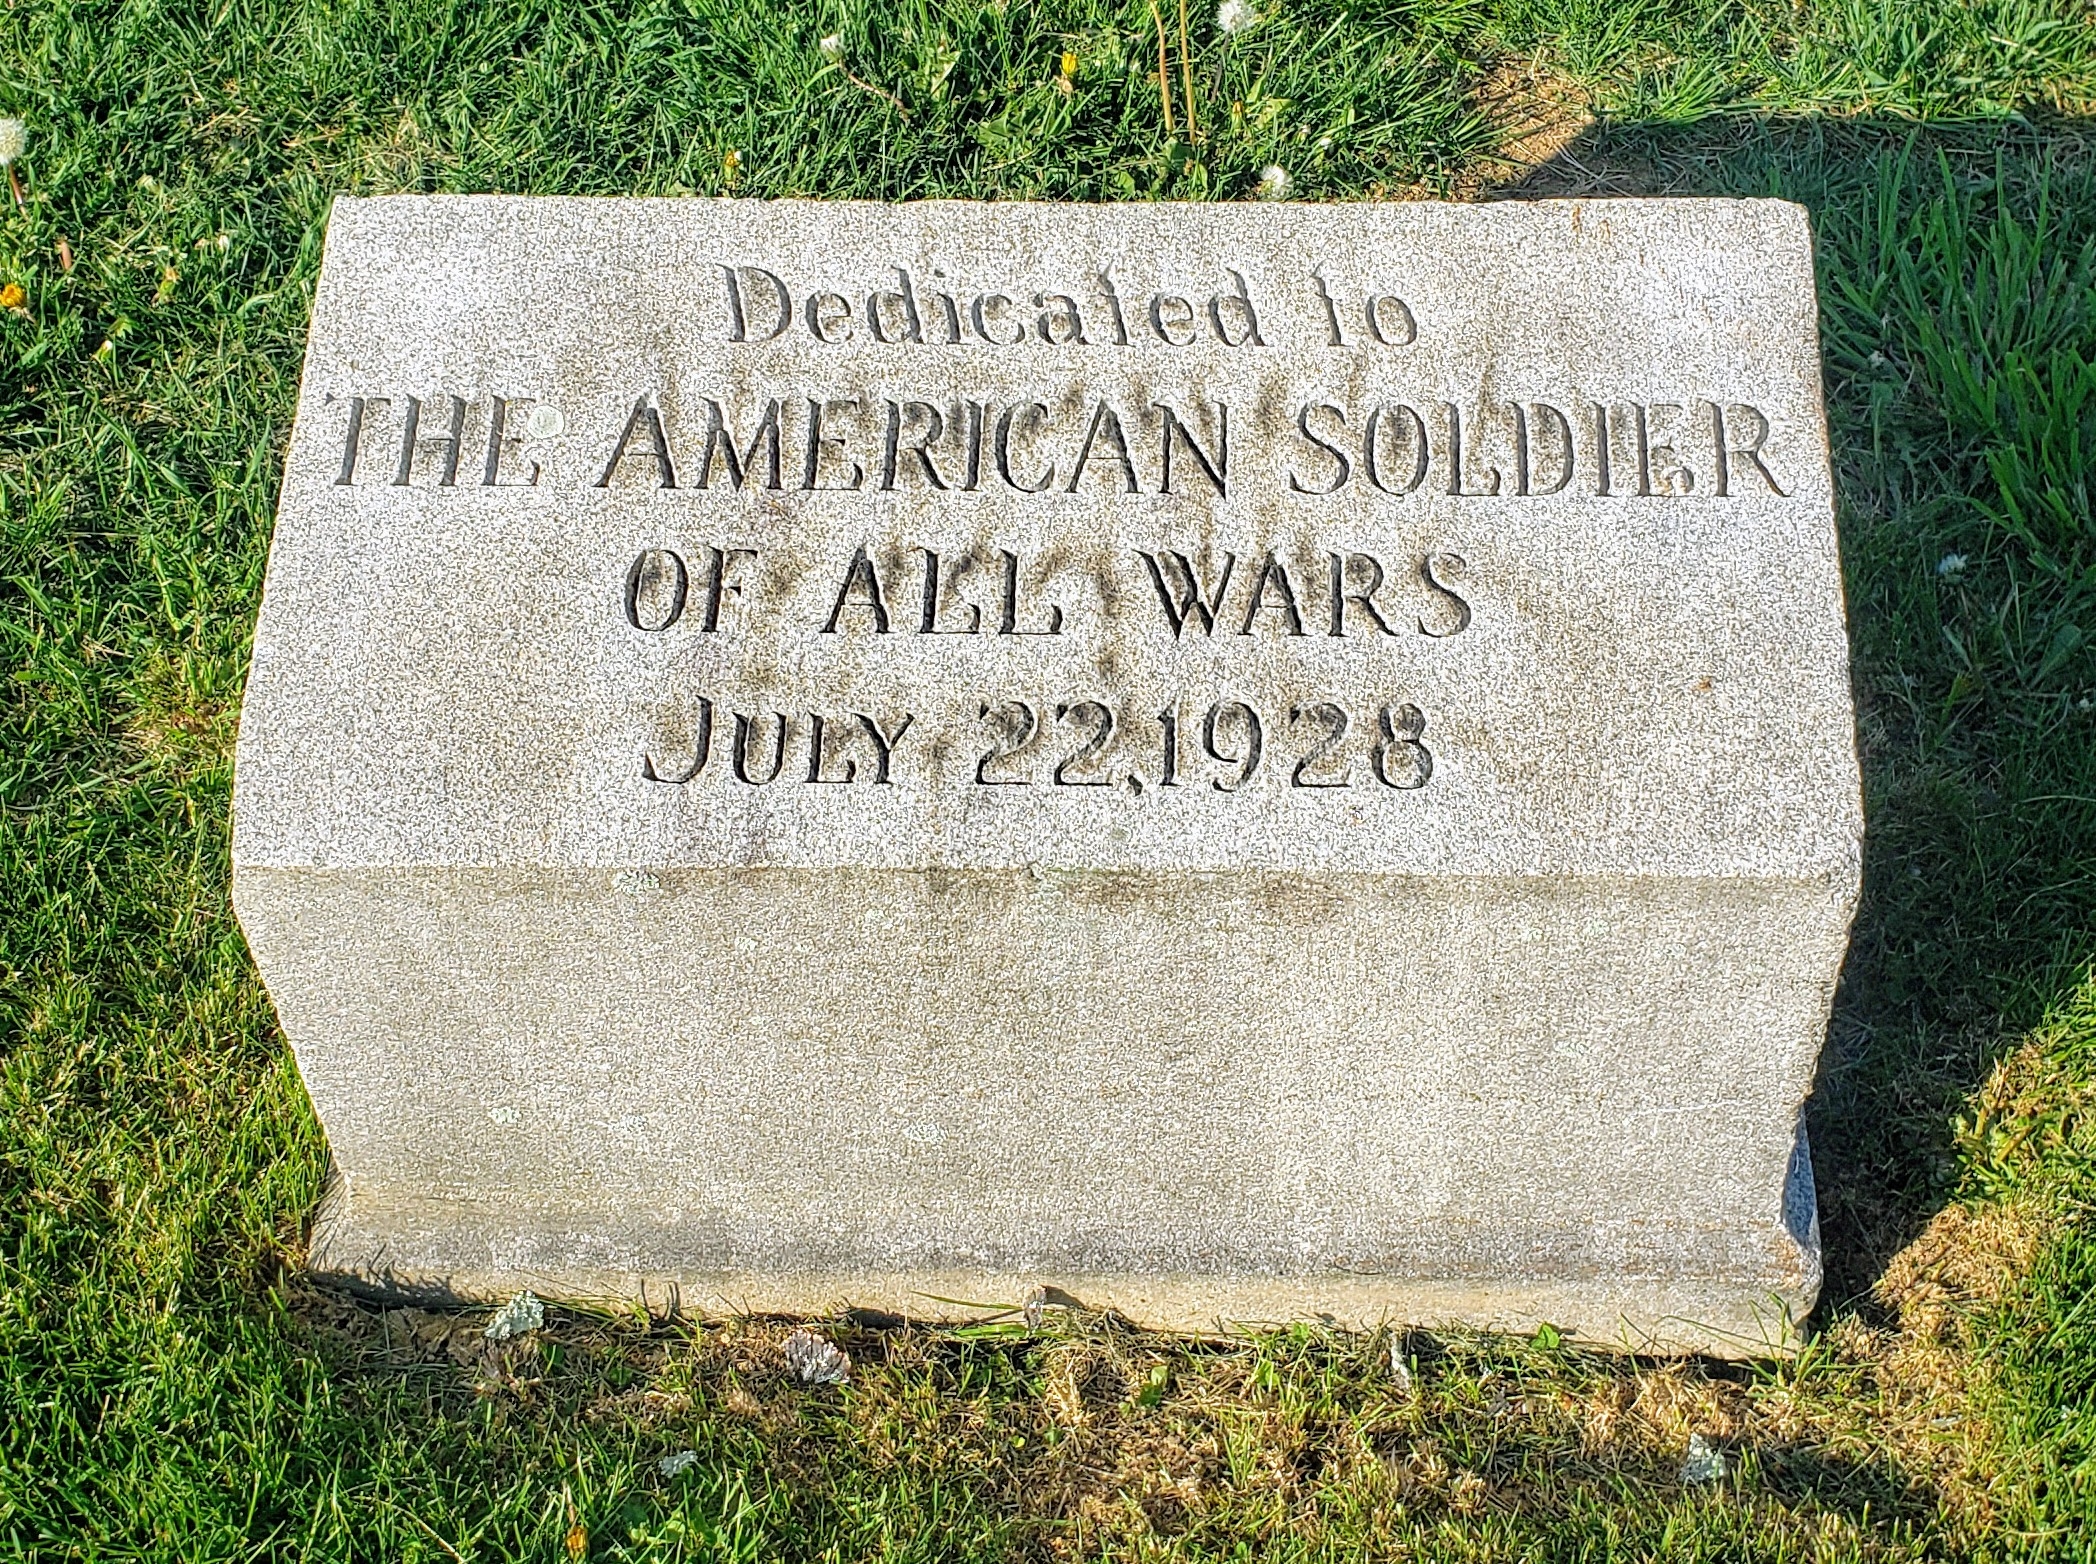 Dedicated to
THE AMERICAN SOLDIER
OF ALL WARS
JULY 22, 1928